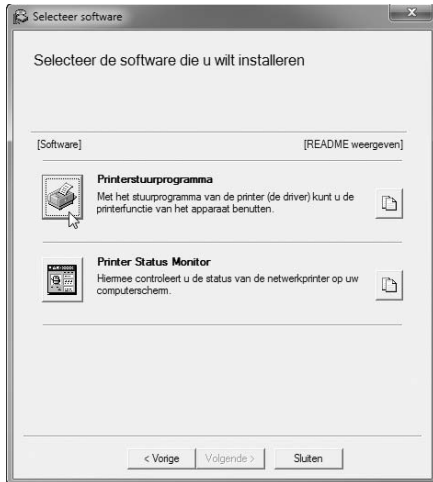 Selecteer software
Selecteer de software die u wilt installeren
[Software] [README weergeven]
Printerstuurprogramma
Met het stuurprogramma van de printer (de driver) kunt u de
printerfunctie van het apparaat benutten.
Printer Status Monitor
Hiermee controleert u de status van de netwerkprinter op uw
computerscherm.
< Vorige Volgende > Sluiten